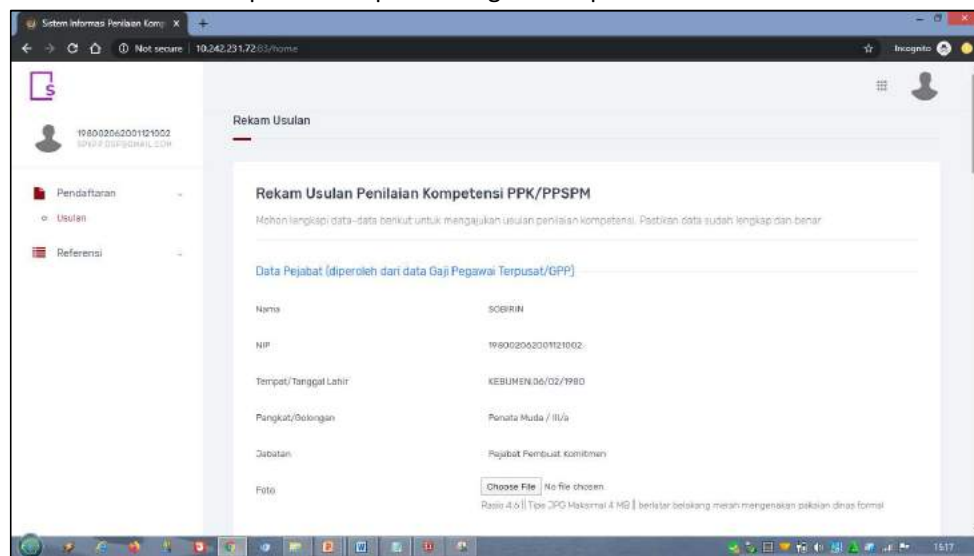 Sistem Informasi Penilaian Komp
Not secure 10.242.231.72:83/home
Incognito
S
198002062001121002
Rekam Usulan
Pendaftaran
Usulan
Referensi
Rekam Usulan Penilaian Kompetensi PPK/PPSPM
Mohon lengkapi data-data berikut untuk mengajukan usulan penilaian kompetensi. Pastikan data sudah lengkap dan benar
Data Pejabat (diperoleh dari data Gaji Pegawai Terpusat/GPP)
Nama SOBIRIN
NIP 198002062001121002
Tempat/Tanggal Lahir KEBUMEN,06/02/1980
Pangkat/Golongan Penata Muda / III/a
Jabatan Pejabat Pembuat Komitmen
Foto Choose File No file chosen
Rasio 4:6 || Tipe JPG Maksimal 4 MB || berlatar belakang merah mengenakan pakaian dinas formal
15:17